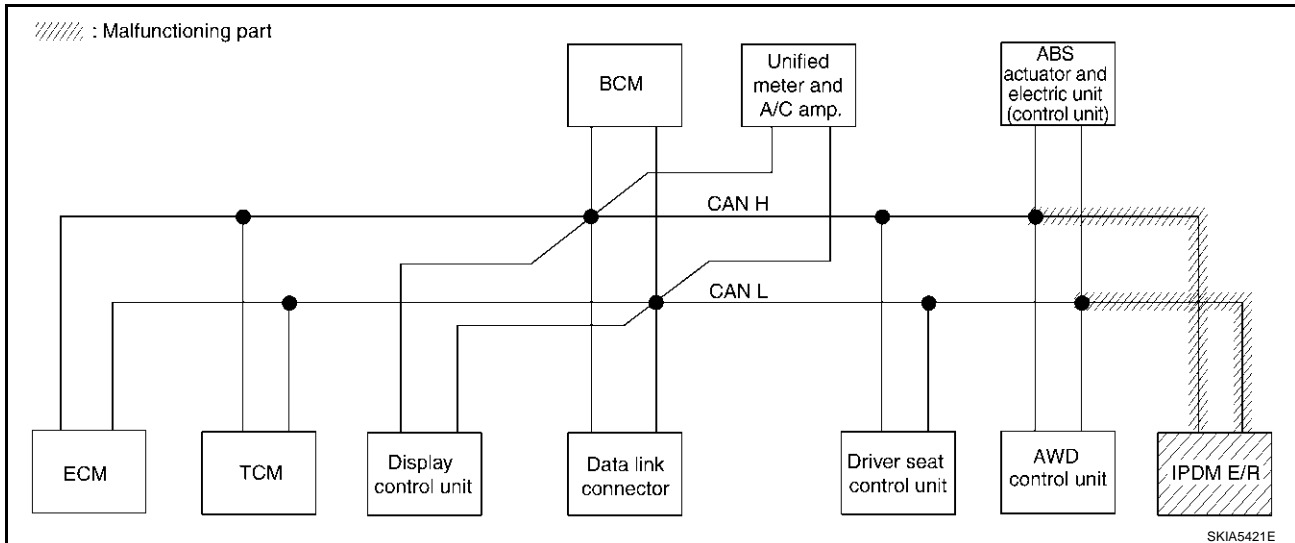 : Malfunctioning part
BCM
Unified
meter and
A/C amp.
ABS
actuator and
electric unit
(control unit)
CAN H
CAN L
ECM
TCM
Display
control unit
Data link
connector
Driver seat
control unit
AWD
control unit
IPDM E/R
SKIA5421E